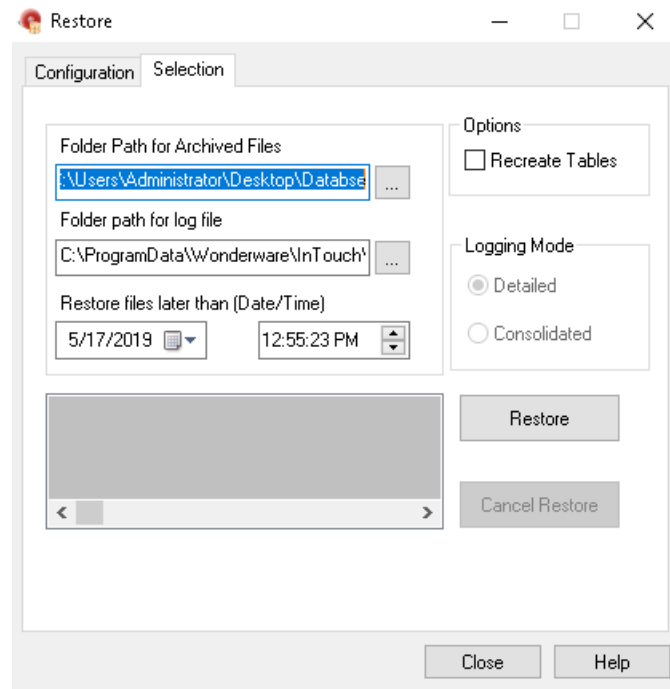 Restore
Configuration
Selection
Folder Path for Archived Files
:\Users\Administrator\Desktop\Databse
...
Folder path for log file
C:\ProgramData\Wonderware\InTouch\
...
Restore files later than (Date/Time)
5/17/2019
12:55:23 PM
Options
Recreate Tables
Logging Mode
Detailed
Consolidated
Restore
Cancel Restore
Close
Help